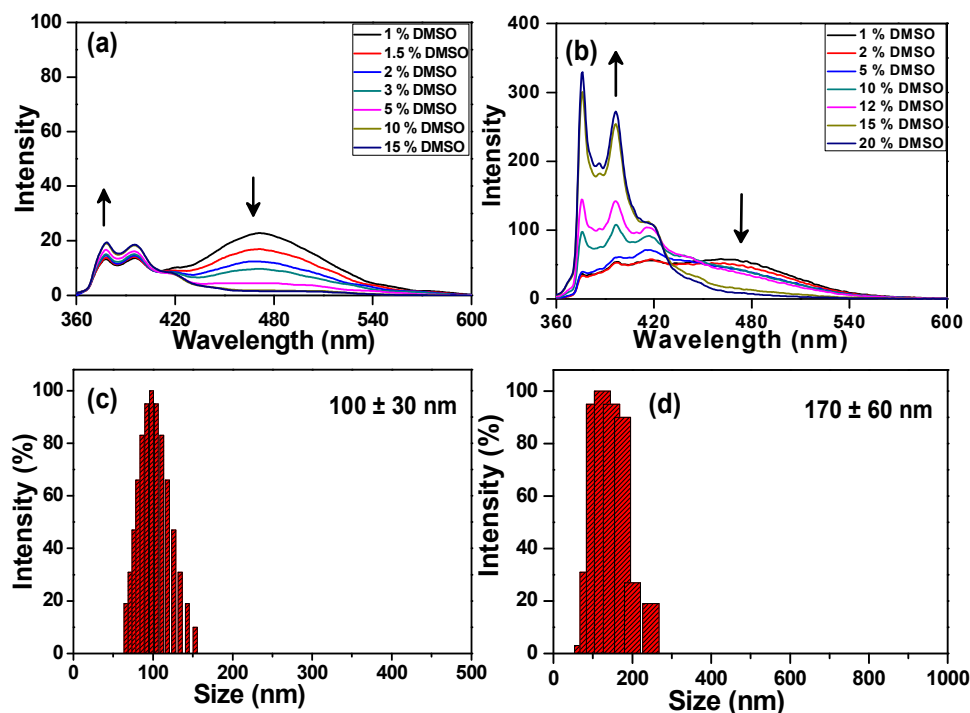 (a)
1 % DMSO
1.5 % DMSO
2 % DMSO
3 % DMSO
5 % DMSO
10 % DMSO
15 % DMSO
100
80
60
40
20
0
Intensity
360 420 480 540 600
Wavelength (nm)
(b)
1 % DMSO
2 % DMSO
5 % DMSO
10 % DMSO
12 % DMSO
15 % DMSO
20 % DMSO
400
300
200
100
0
Intensity
360 420 480 540 600
Wavelength (nm)
(c)
100 ± 30 nm
100
80
60
40
20
0
Intensity (%)
0 100 200 300 400 500
Size (nm)
(d)
170 ± 60 nm
100
80
60
40
20
0
Intensity (%)
0 200 400 600 800 1000
Size (nm)